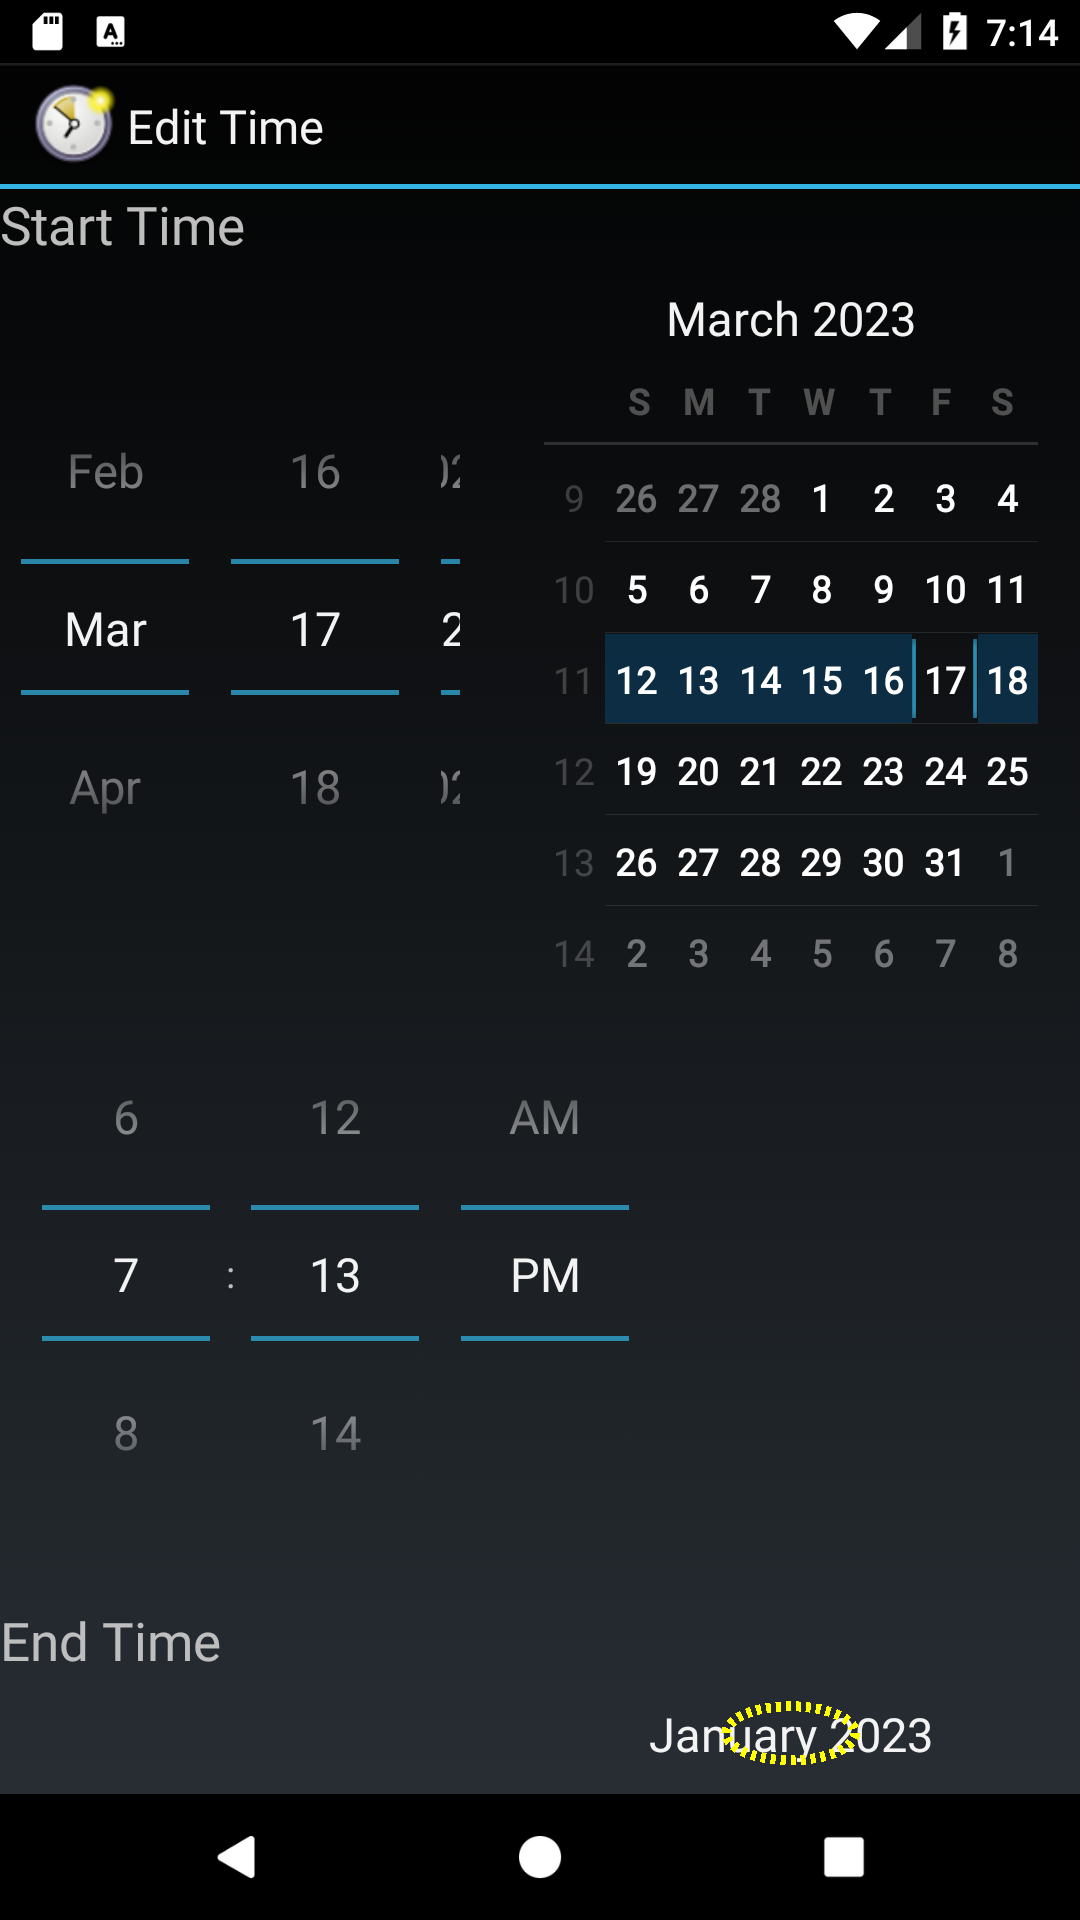 7:14
Edit Time
Start Time
March 2023
S M T W T F S
Feb 16
9 26 27 28 1 2 3 4
10 5 6 7 8 9 10 11
Mar 17 2
11 12 13 14 15 16 17 18
12 19 20 21 22 23 24 25
Apr 18
13 26 27 28 29 30 31 1
14 2 3 4 5 6 7 8
6 12 AM
7 : 13 PM
8 14
End Time
January 2023